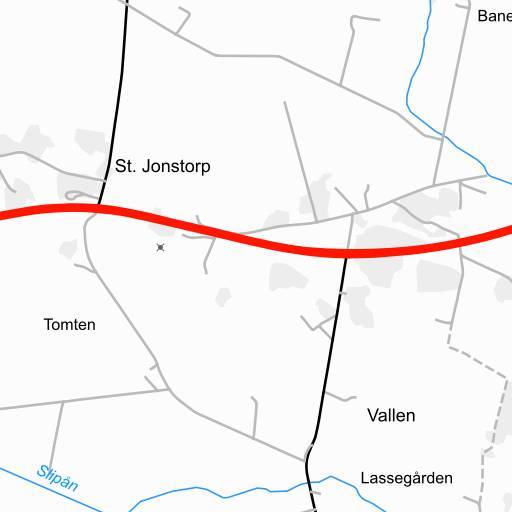 Bane
St. Jonstorp
Tomten
Vallen
Slipån
Lassegården